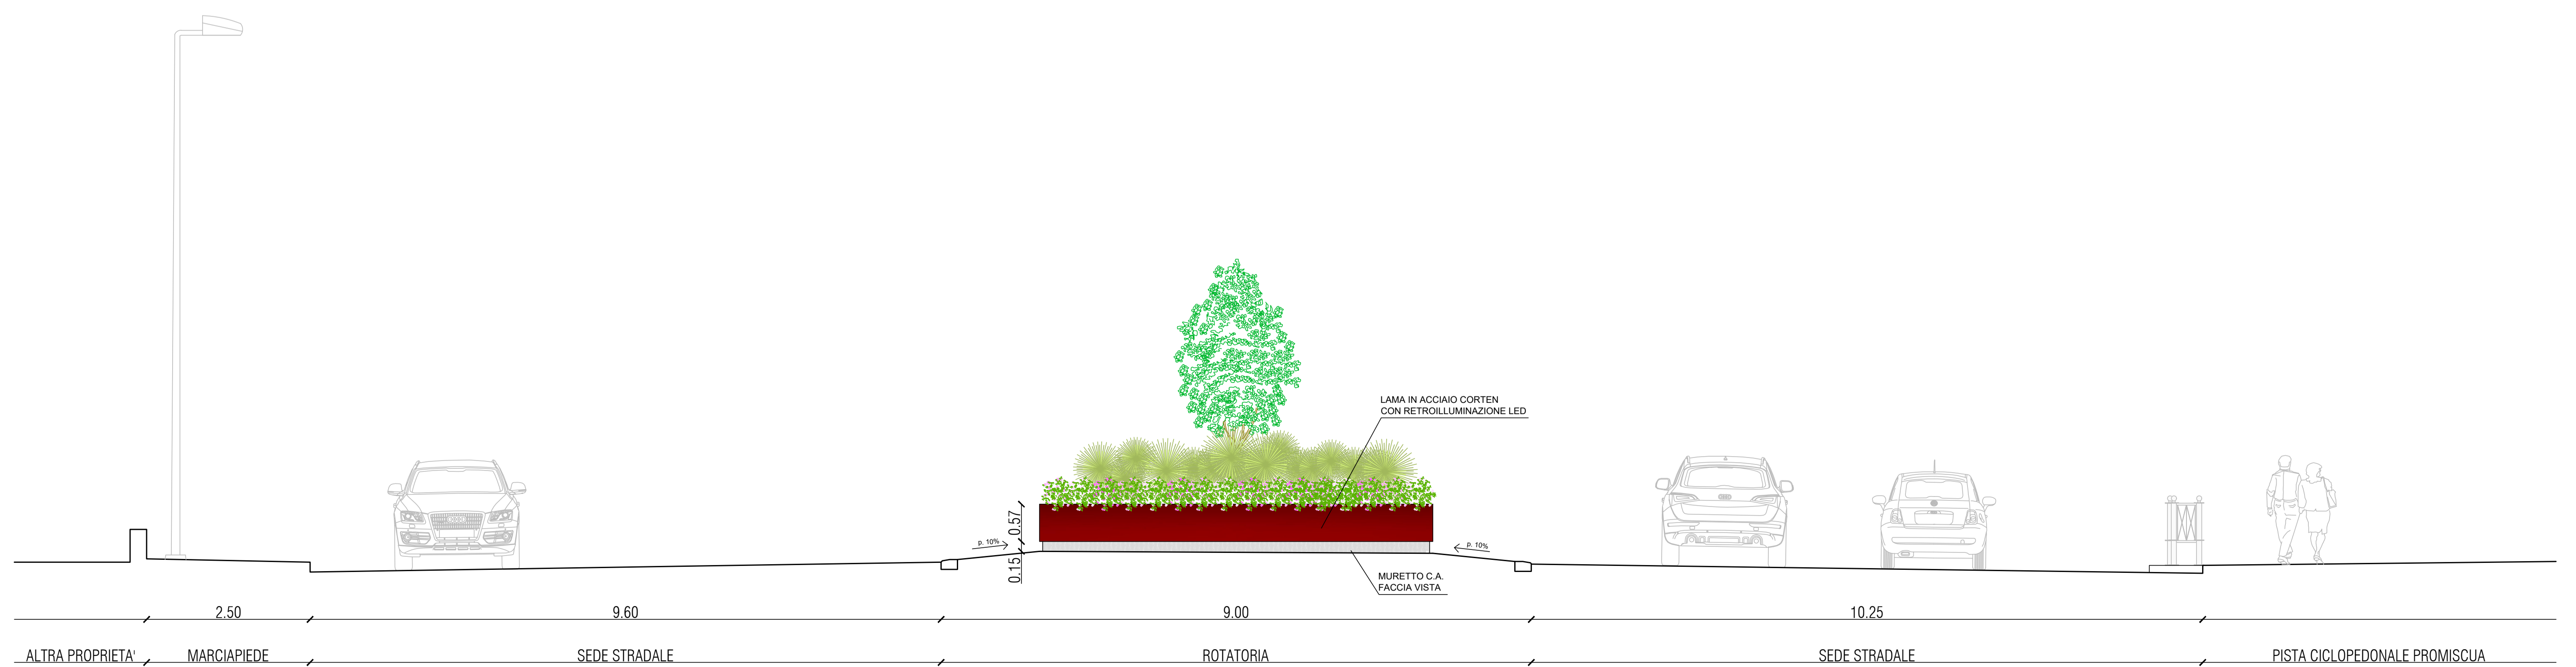 LAMA IN ACCIAIO CORTEN
CON RETROILLUMINAZIONE LED
0.57
p. 10%
p. 10%
0.15
MURETTO C.A.
FACCIA VISTA
2.50
9.60
9.00
10.25
ALTRA PROPRIETA'
MARCIAPIEDE
SEDE STRADALE
ROTATORIA
SEDE STRADALE
PISTA CICLOPEDONALE PROMISCUA